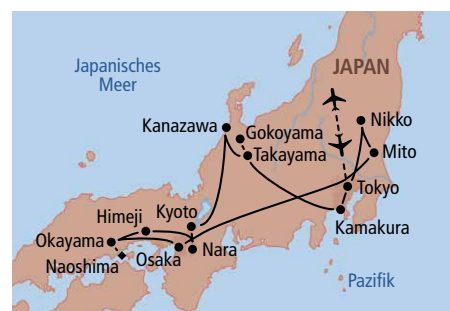 Japanisches
Meer
JAPAN
Nikko
Kanazawa
Gokoyama
Takayama
Mito
Tokyo
Kamakura
Kyoto
Himeji
Okayama
Naoshima
Osaka
Nara
Pazifik